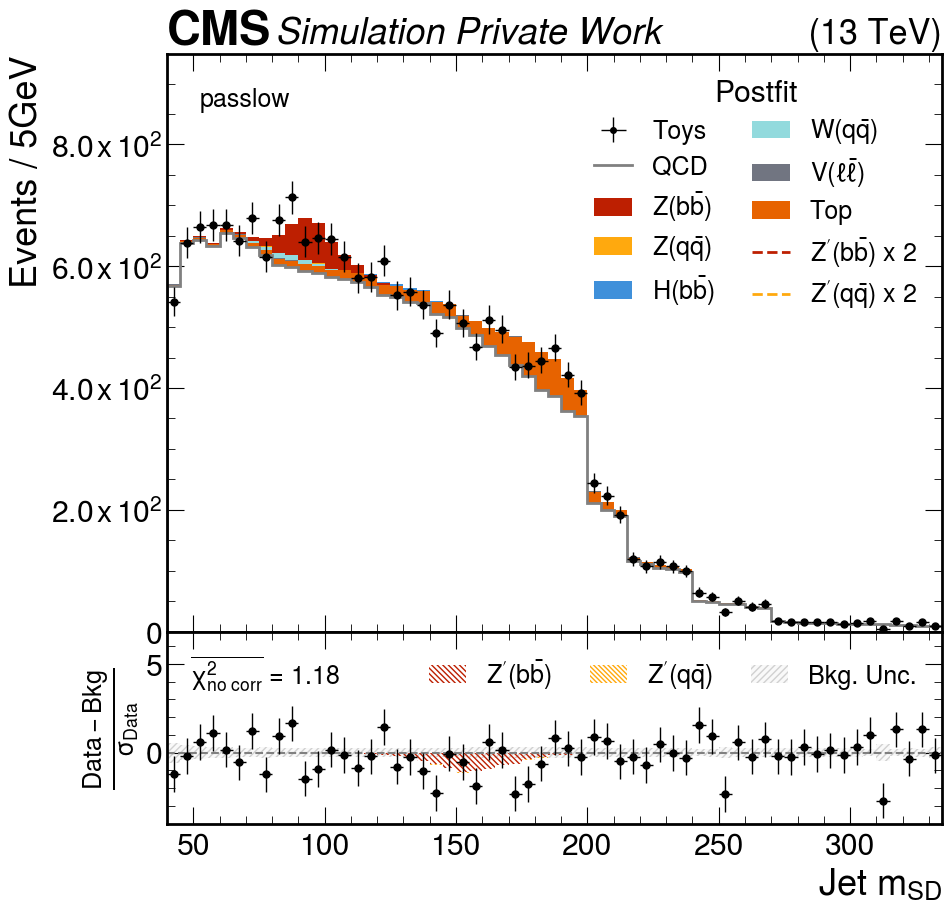 CMS Simulation Private Work (13 TeV)
Events / 5GeV
passlow
Postfit
Toys
QCD
Z(bb̄)
Z(qq̄)
H(bb̄)
W(qq̄)
V(ℓℓ̄)
Top
Z′(bb̄) x 2
Z′(qq̄) x 2
8.0 x 10²
6.0 x 10²
4.0 x 10²
2.0 x 10²
0
χ²no corr = 1.18
Z′(bb̄)
Z′(qq̄)
Bkg. Unc.
Data – Bkg
σData
5
0
50 100 150 200 250 300
Jet mSD